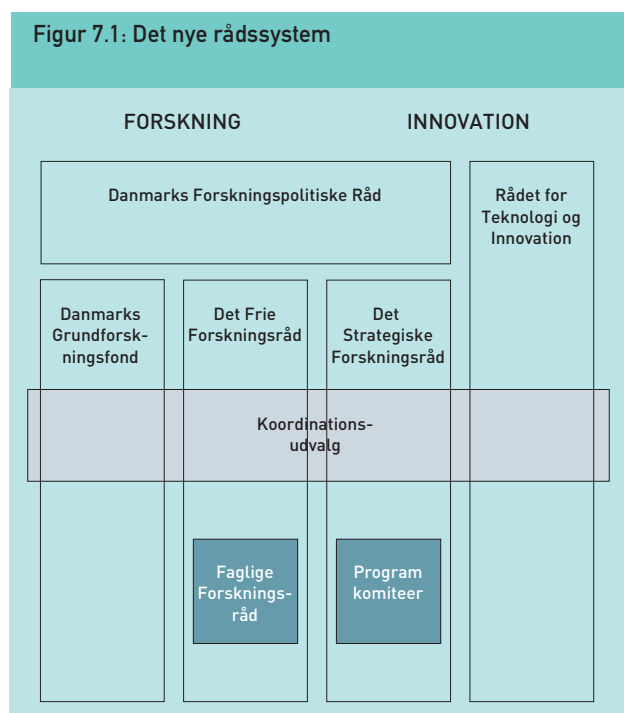 Figur 7.1: Det nye rådssystem
FORSKNING
INNOVATION
Danmarks Forskningspolitiske Råd
Rådet for
Teknologi og
Innovation
Danmarks
Grundforsk-
ningsfond
Det Frie
Forskningsråd
Det
Strategiske
Forskningsråd
Koordinations-
udvalg
Faglige
Forsknings-
råd
Program
komiteer